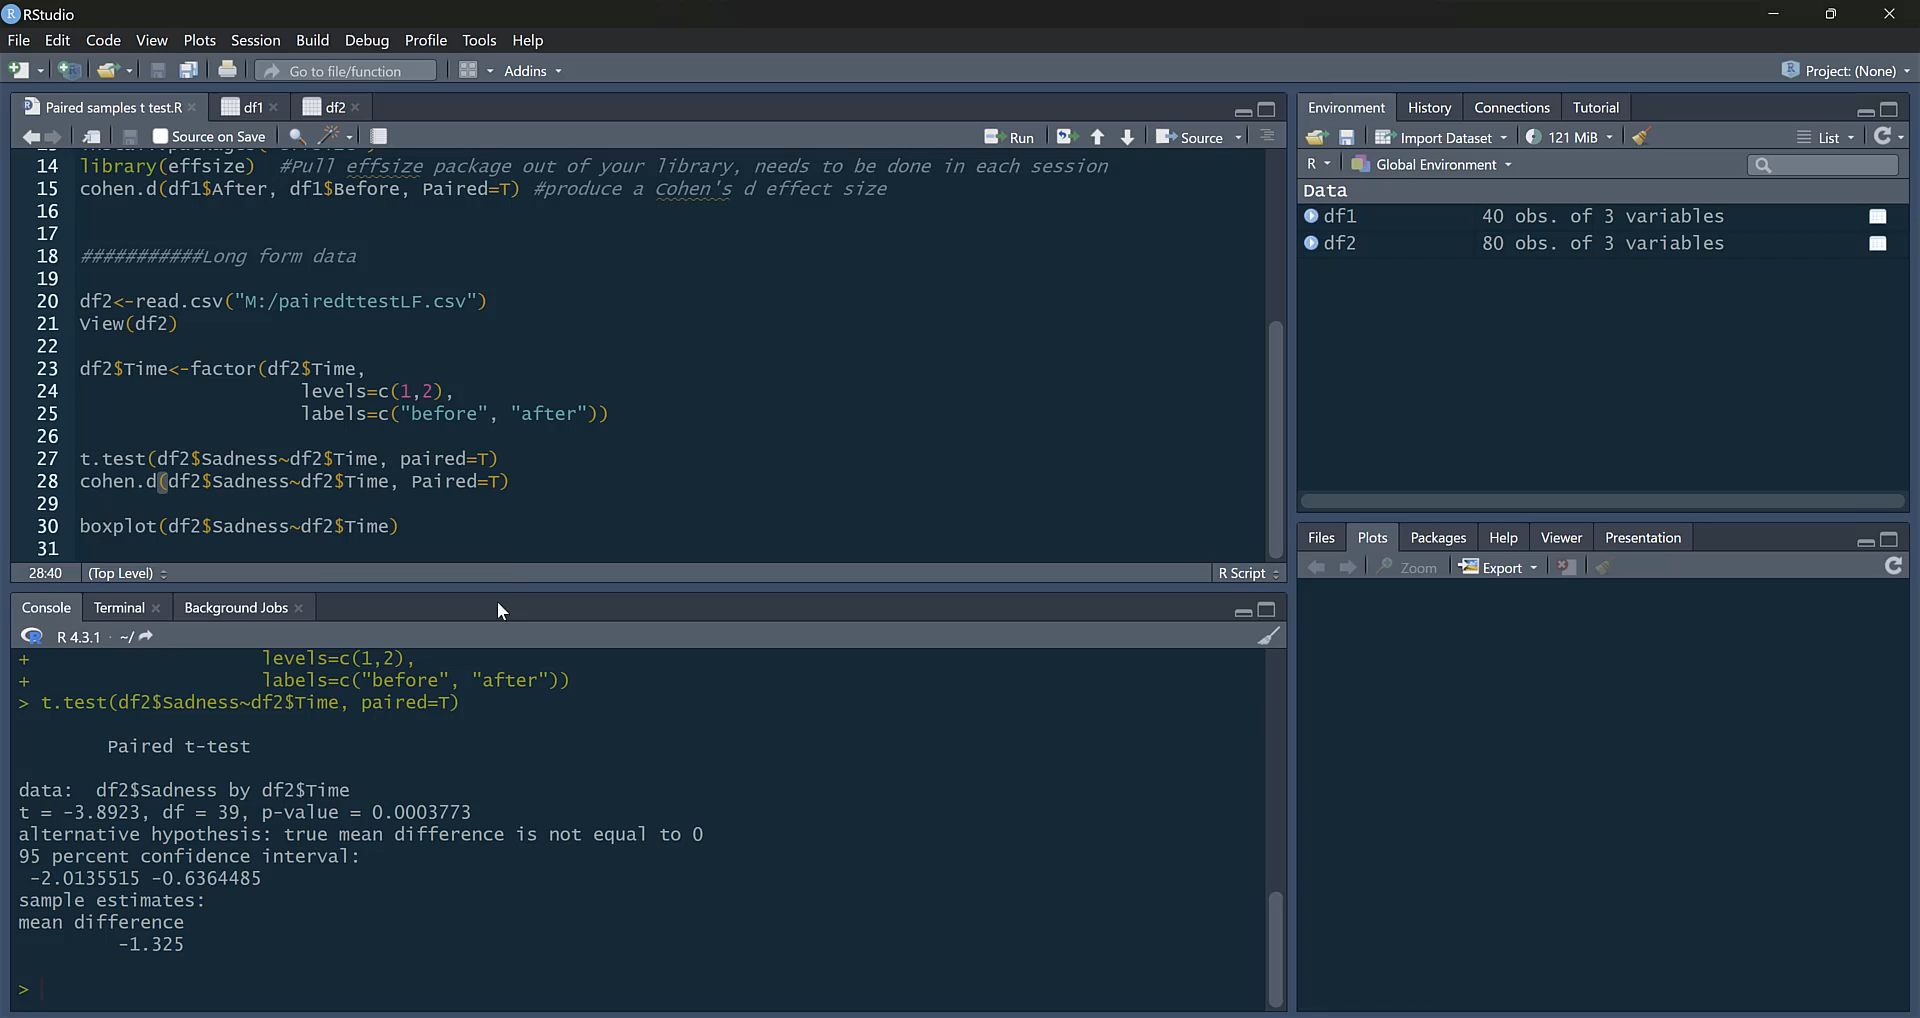 RStudio
File Edit Code View Plots Session Build Debug Profile Tools Help
Go to file/function Addins Project: (None)
Paired samples t test.R df1 df2
Source on Save Run Source
14 library(effsize) #Pull effsize package out of your library, needs to be done in each session
15 cohen.d(df1$After, df1$Before, Paired=T) #produce a Cohen's d effect size
16
17
18 ###########Long form data
19
20 df2<-read.csv("M:/pairedttestLF.csv")
21 View(df2)
22
23 df2$Time<-factor(df2$Time,
24 levels=c(1,2),
25 labels=c("before", "after"))
26
27 t.test(df2$Sadness~df2$Time, paired=T)
28 cohen.d(df2$Sadness~df2$Time, Paired=T)
29
30 boxplot(df2$Sadness~df2$Time)
31
28:40 (Top Level) R Script
Console Terminal Background Jobs
R 4.3.1 · ~/
+ levels=c(1,2),
+ labels=c("before", "after"))
> t.test(df2$Sadness~df2$Time, paired=T)
Paired t-test
data: df2$Sadness by df2$Time
t = -3.8923, df = 39, p-value = 0.0003773
alternative hypothesis: true mean difference is not equal to 0
95 percent confidence interval:
-2.0135515 -0.6364485
sample estimates:
mean difference
-1.325
>
Environment History Connections Tutorial
Import Dataset 121 MiB List
R Global Environment
Data
df1 40 obs. of 3 variables
df2 80 obs. of 3 variables
Files Plots Packages Help Viewer Presentation
Zoom Export